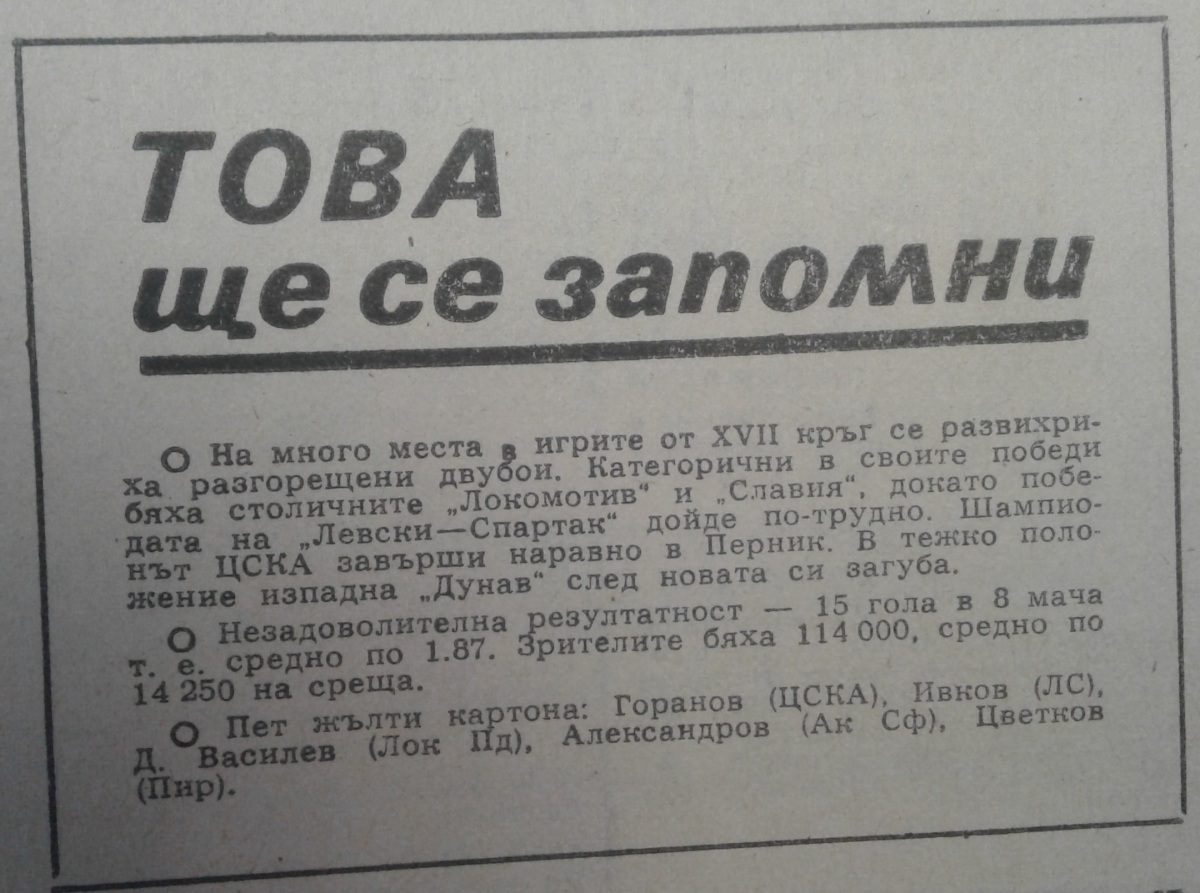 ТОВА
ще се запомни
О На много места в игрите от XVII кръг се развихри-
ха разгорещени двубои. Категорични в своите победи
бяха столичните „Локомотив“ и „Славия“, докато побе-
дата на „Левски—Спартак“ дойде по-трудно. Шампио-
нът ЦСКА завърши наравно в Перник. В тежко поло-
жение изпадна „Дунав“ след новата си загуба.
О Незадоволителна резултатност — 15 гола в 8 мача
т. е. средно по 1.87. Зрителите бяха 114 000, средно по
14 250 на среща.
О Пет жълти картона: Горанов (ЦСКА), Ивков (ЛС),
Д. Василев (Лок Пд), Александров (Ак Сф), Цветков
(Пир).